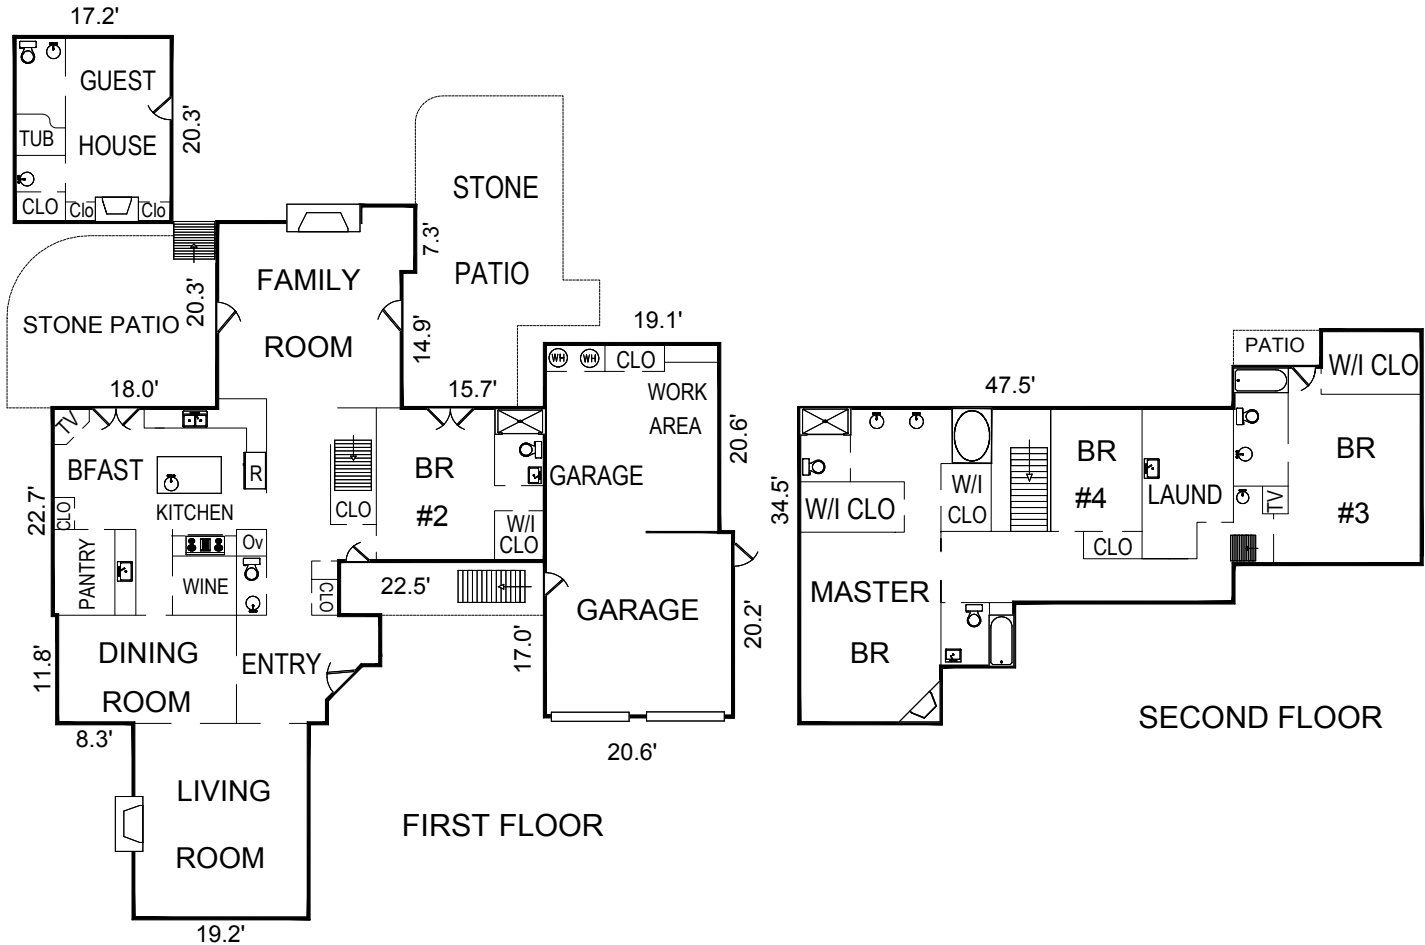 17.2'
GUEST
HOUSE
20.3'
TUB
CLO
Clo
Clo
STONE
PATIO
7.3'
FAMILY
ROOM
20.3'
STONE PATIO
14.9'
18.0'
15.7'
19.1'
WH
WH
CLO
WORK
AREA
20.6'
TV
BFAST
R
BR
#2
GARAGE
22.7'
CLO
KITCHEN
CLO
W/I
CLO
Ov
PANTRY
WINE
CLO
22.5'
GARAGE
20.2'
17.0'
11.8'
DINING
ROOM
ENTRY
8.3'
20.6'
LIVING
ROOM
19.2'
FIRST FLOOR
47.5'
PATIO
W/I CLO
34.5'
W/I CLO
W/I
CLO
BR
#4
LAUND
CLO
BR
#3
TV
MASTER
BR
SECOND FLOOR